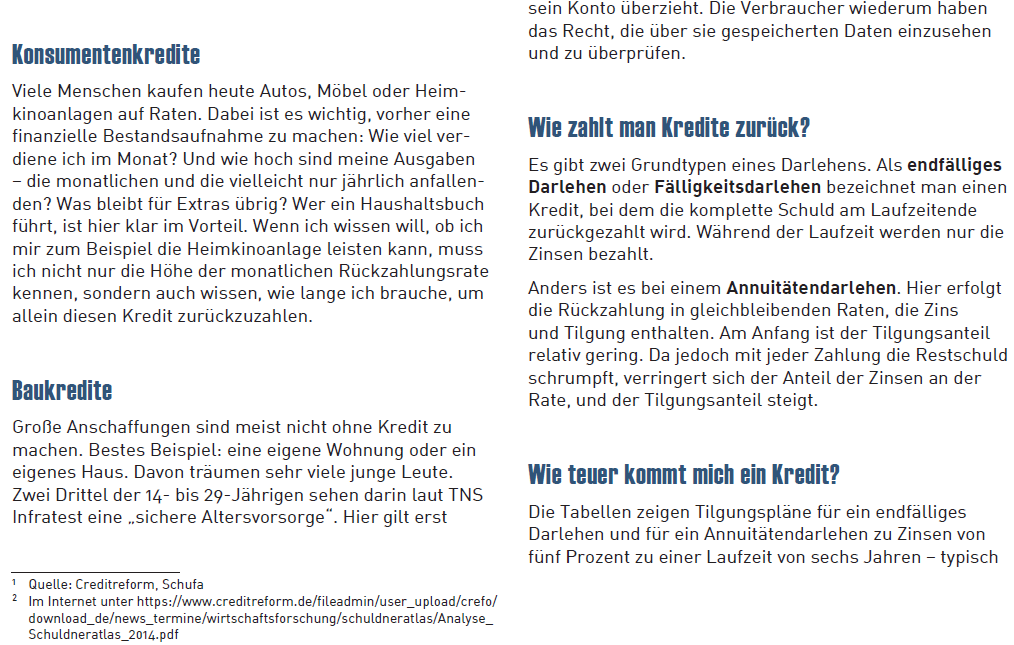 Konsumentenkredite
Viele Menschen kaufen heute Autos, Möbel oder Heim-
kinoanlagen auf Raten. Dabei ist es wichtig, vorher eine
finanzielle Bestandsaufnahme zu machen: Wie viel ver-
diene ich im Monat? Und wie hoch sind meine Ausgaben
– die monatlichen und die vielleicht nur jährlich anfallen-
den? Was bleibt für Extras übrig? Wer ein Haushaltsbuch
führt, ist hier klar im Vorteil. Wenn ich wissen will, ob ich
mir zum Beispiel die Heimkinoanlage leisten kann, muss
ich nicht nur die Höhe der monatlichen Rückzahlungsrate
kennen, sondern auch wissen, wie lange ich brauche, um
allein diesen Kredit zurückzuzahlen.
Baukredite
Große Anschaffungen sind meist nicht ohne Kredit zu
machen. Bestes Beispiel: eine eigene Wohnung oder ein
eigenes Haus. Davon träumen sehr viele junge Leute.
Zwei Drittel der 14- bis 29-Jährigen sehen darin laut TNS
Infratest eine „sichere Altersvorsorge“. Hier gilt erst
1 Quelle: Creditreform, Schufa
2 Im Internet unter https://www.creditreform.de/fileadmin/user_upload/crefo/
download_de/news_termine/wirtschaftsforschung/schuldneratlas/Analyse_
Schuldneratlas_2014.pdf
sein Konto überzieht. Die Verbraucher wiederum haben
das Recht, die über sie gespeicherten Daten einzusehen
und zu überprüfen.
Wie zahlt man Kredite zurück?
Es gibt zwei Grundtypen eines Darlehens. Als endfälliges
Darlehen oder Fälligkeitsdarlehen bezeichnet man einen
Kredit, bei dem die komplette Schuld am Laufzeitende
zurückgezahlt wird. Während der Laufzeit werden nur die
Zinsen bezahlt.
Anders ist es bei einem Annuitätendarlehen. Hier erfolgt
die Rückzahlung in gleichbleibenden Raten, die Zins
und Tilgung enthalten. Am Anfang ist der Tilgungsanteil
relativ gering. Da jedoch mit jeder Zahlung die Restschuld
schrumpft, verringert sich der Anteil der Zinsen an der
Rate, und der Tilgungsanteil steigt.
Wie teuer kommt mich ein Kredit?
Die Tabellen zeigen Tilgungspläne für ein endfälliges
Darlehen und für ein Annuitätendarlehen zu Zinsen von
fünf Prozent zu einer Laufzeit von sechs Jahren – typisch